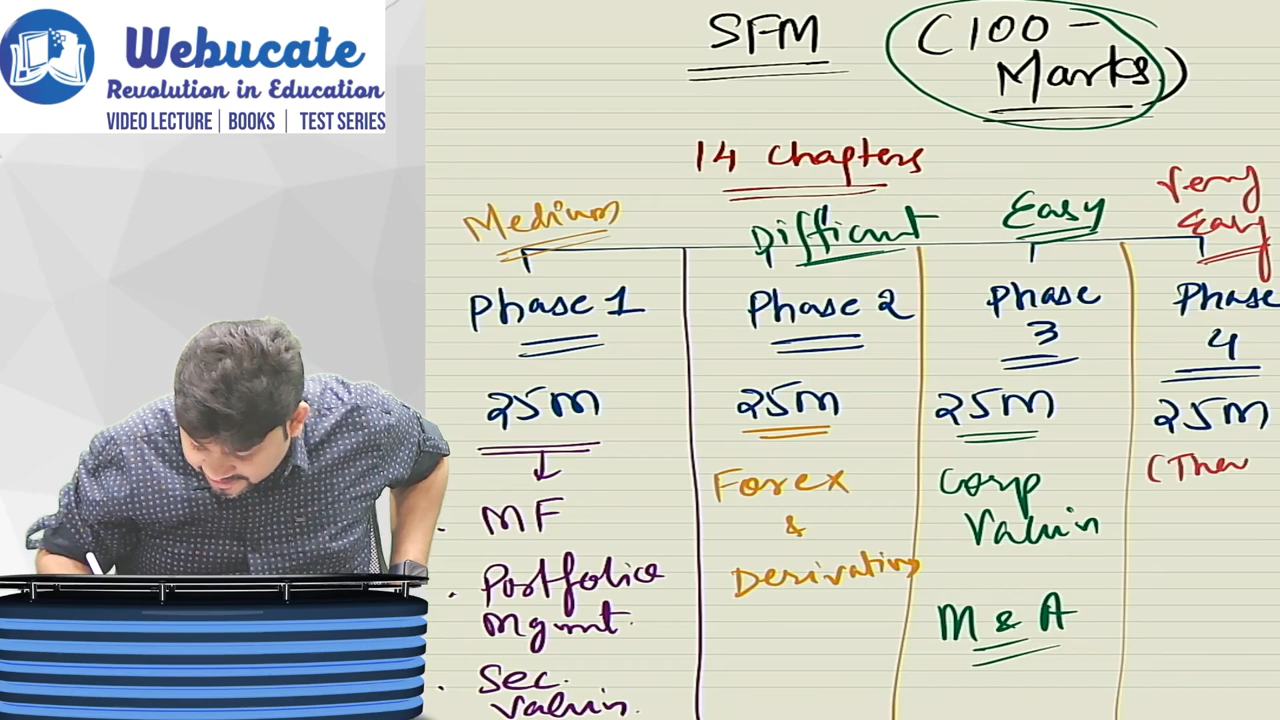 Webucate
Revolution in Education
VIDEO LECTURE | BOOKS | TEST SERIES
SFM (100-
Marks)
14 Chapters
Medium
Difficult
Easy
Very
Easy
Phase 1
25M
MF
Portfolio
Mgmt.
Sec.
Valuin.
Phase 2
25M
Forex
&
Derivatives
Phase
3
25M
Corp
Valuin
M & A
Phase
4
25M
(Theo